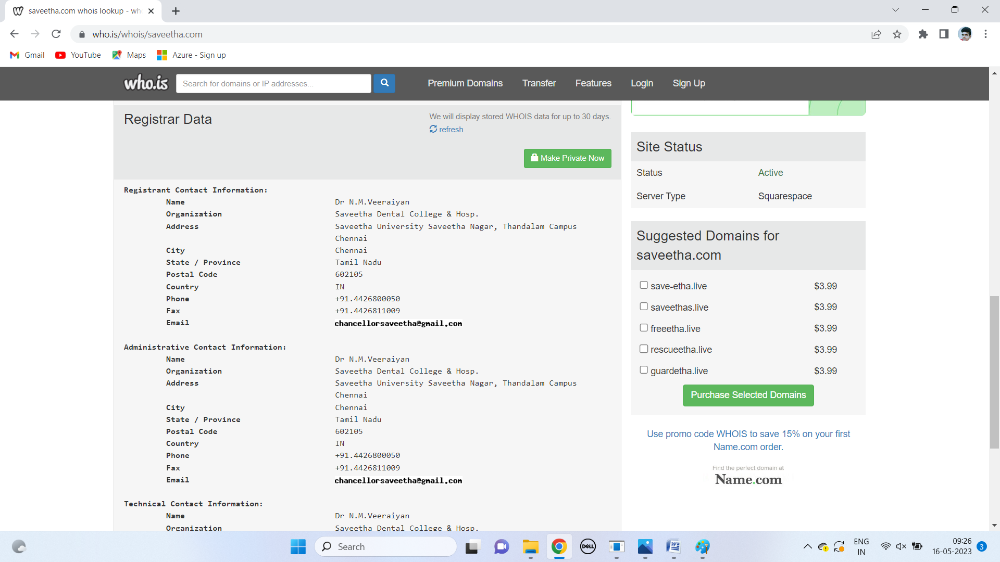 saveetha.com whois lookup - wh
who.is/whois/saveetha.com
Gmail YouTube Maps Azure - Sign up
who.is Search for domains or IP addresses... Premium Domains Transfer Features Login Sign Up
Registrar Data
We will display stored WHOIS data for up to 30 days.
refresh
Make Private Now
Registrant Contact Information:
Name Dr N.M.Veeraiyan
Organization Saveetha Dental College & Hosp.
Address Saveetha University Saveetha Nagar, Thandalam Campus
Chennai
City Chennai
State / Province Tamil Nadu
Postal Code 602105
Country IN
Phone +91.4426800050
Fax +91.4426811009
Email chancellorsaveetha@gmail.com
Administrative Contact Information:
Name Dr N.M.Veeraiyan
Organization Saveetha Dental College & Hosp.
Address Saveetha University Saveetha Nagar, Thandalam Campus
Chennai
City Chennai
State / Province Tamil Nadu
Postal Code 602105
Country IN
Phone +91.4426800050
Fax +91.4426811009
Email chancellorsaveetha@gmail.com
Technical Contact Information:
Name Dr N.M.Veeraiyan
Organization Saveetha Dental College & Hosp.
Site Status
Status Active
Server Type Squarespace
Suggested Domains for
saveetha.com
save-etha.live $3.99
saveethas.live $3.99
freeetha.live $3.99
rescueetha.live $3.99
guardetha.live $3.99
Purchase Selected Domains
Use promo code WHOIS to save 15% on your first
Name.com order.
Find the perfect domain at
Name.com
Search
DELL
ENG
IN
09:26
16-05-2023
3